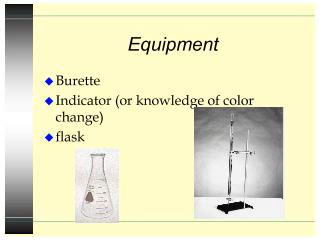 Equipment
Burette
Indicator (or knowledge of color
change)
flask